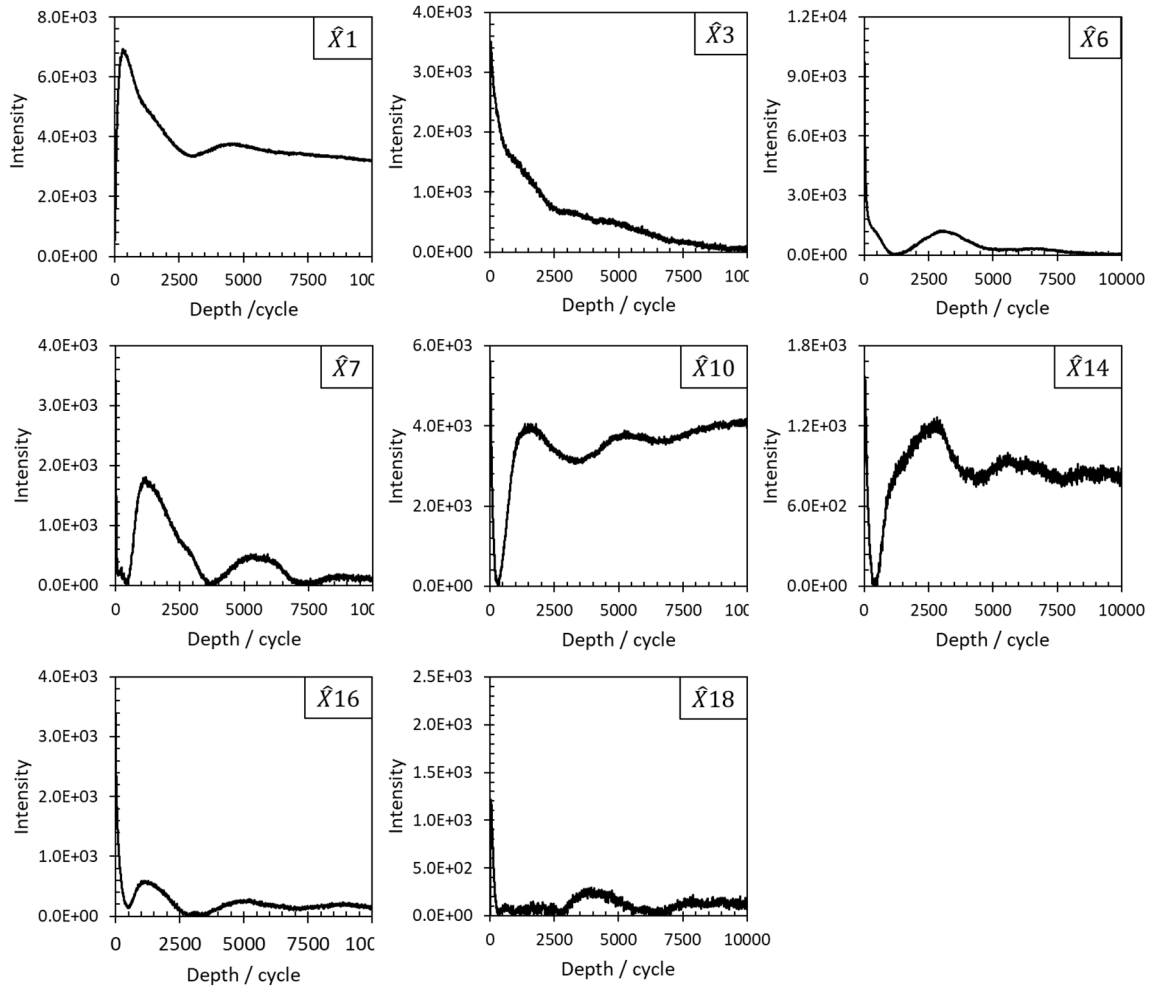 X̂1
8.0E+03
6.0E+03
4.0E+03
2.0E+03
0.0E+00
Intensity
0 2500 5000 7500 1000
Depth /cycle
X̂3
4.0E+03
3.0E+03
2.0E+03
1.0E+03
0.0E+00
Intensity
0 2500 5000 7500 1000
Depth / cycle
X̂6
1.2E+04
9.0E+03
6.0E+03
3.0E+03
0.0E+00
Intensity
0 2500 5000 7500 10000
Depth / cycle
X̂7
4.0E+03
3.0E+03
2.0E+03
1.0E+03
0.0E+00
Intensity
0 2500 5000 7500 1000
Depth / cycle
X̂10
6.0E+03
4.0E+03
2.0E+03
0.0E+00
Intensity
0 2500 5000 7500 1000
Depth / cycle
X̂14
1.8E+03
1.2E+03
6.0E+02
0.0E+00
Intensity
0 2500 5000 7500 10000
Depth / cycle
X̂16
4.0E+03
3.0E+03
2.0E+03
1.0E+03
0.0E+00
Intensity
0 2500 5000 7500 100
Depth / cycle
X̂18
2.5E+03
2.0E+03
1.5E+03
1.0E+03
5.0E+02
0.0E+00
Intensity
0 2500 5000 7500 1000
Depth / cycle